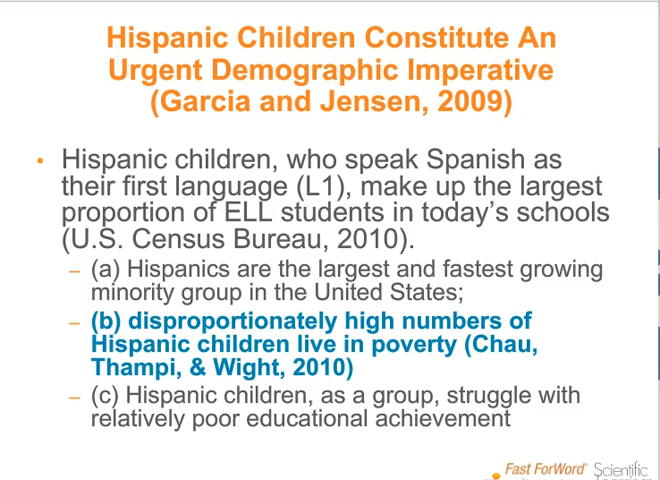 Hispanic Children Constitute An
Urgent Demographic Imperative
(Garcia and Jensen, 2009)
• Hispanic children, who speak Spanish as
their first language (L1), make up the largest
proportion of ELL students in today's schools
(U.S. Census Bureau, 2010).
– (a) Hispanics are the largest and fastest growing
minority group in the United States;
– (b) disproportionately high numbers of
Hispanic children live in poverty (Chau,
Thampi, & Wight, 2010)
– (c) Hispanic children, as a group, struggle with
relatively poor educational achievement
Fast ForWord Scientific